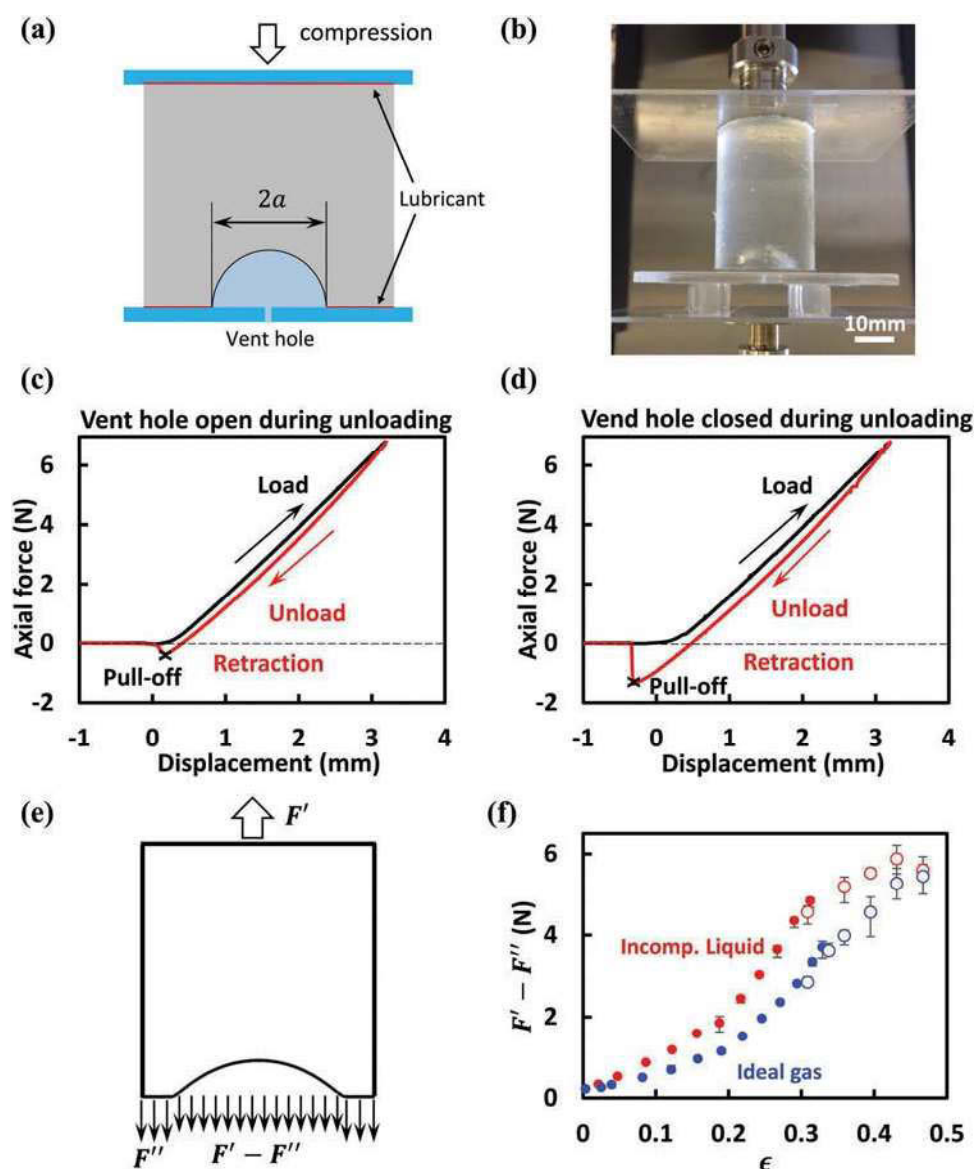 (a)
compression
2a
Lubricant
Vent hole
(b)
10mm
(c)
Vent hole open during unloading
Axial force (N)
6
4
2
0
-2
Load
Unload
Retraction
Pull-off
-1 0 1 2 3 4
Displacement (mm)
(d)
Vend hole closed during unloading
Axial force (N)
6
4
2
0
-2
Load
Unload
Retraction
Pull-off
-1 0 1 2 3 4
Displacement (mm)
(e)
F′
F″ F′ − F″
(f)
F′ − F″ (N)
6
4
2
0
Incomp. Liquid
Ideal gas
0 0.1 0.2 0.3 0.4 0.5
ϵ